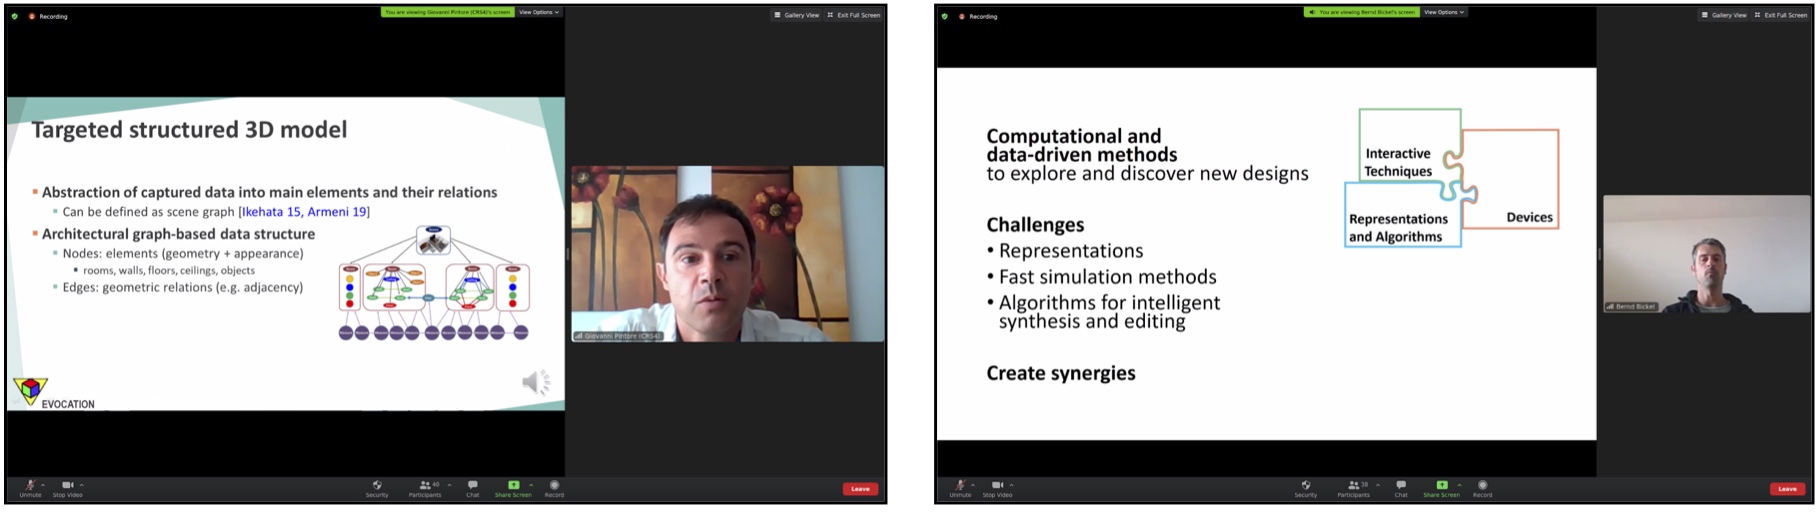 Recording
You are viewing Giovanni Pintore (CRS4)'s screen
View Options
Gallery View
Exit Full Screen
Targeted structured 3D model
Abstraction of captured data into main elements and their relations
Can be defined as scene graph [Ikehata 15, Armeni 19]
Architectural graph-based data structure
Nodes: elements (geometry + appearance)
rooms, walls, floors, ceilings, objects
Edges: geometric relations (e.g. adjacency)
EVOCATION
Giovanni Pintore (CRS4)
Unmute
Stop Video
Security
Participants
40
Chat
Share Screen
Record
Leave
Recording
You are viewing Bernd Bickel's screen
View Options
Gallery View
Exit Full Screen
Computational and
data-driven methods
to explore and discover new designs
Challenges
• Representations
• Fast simulation methods
• Algorithms for intelligent
synthesis and editing
Create synergies
Interactive
Techniques
Representations
and Algorithms
Devices
Bernd Bickel
Unmute
Stop Video
Security
Participants
38
Chat
Share Screen
Record
Leave